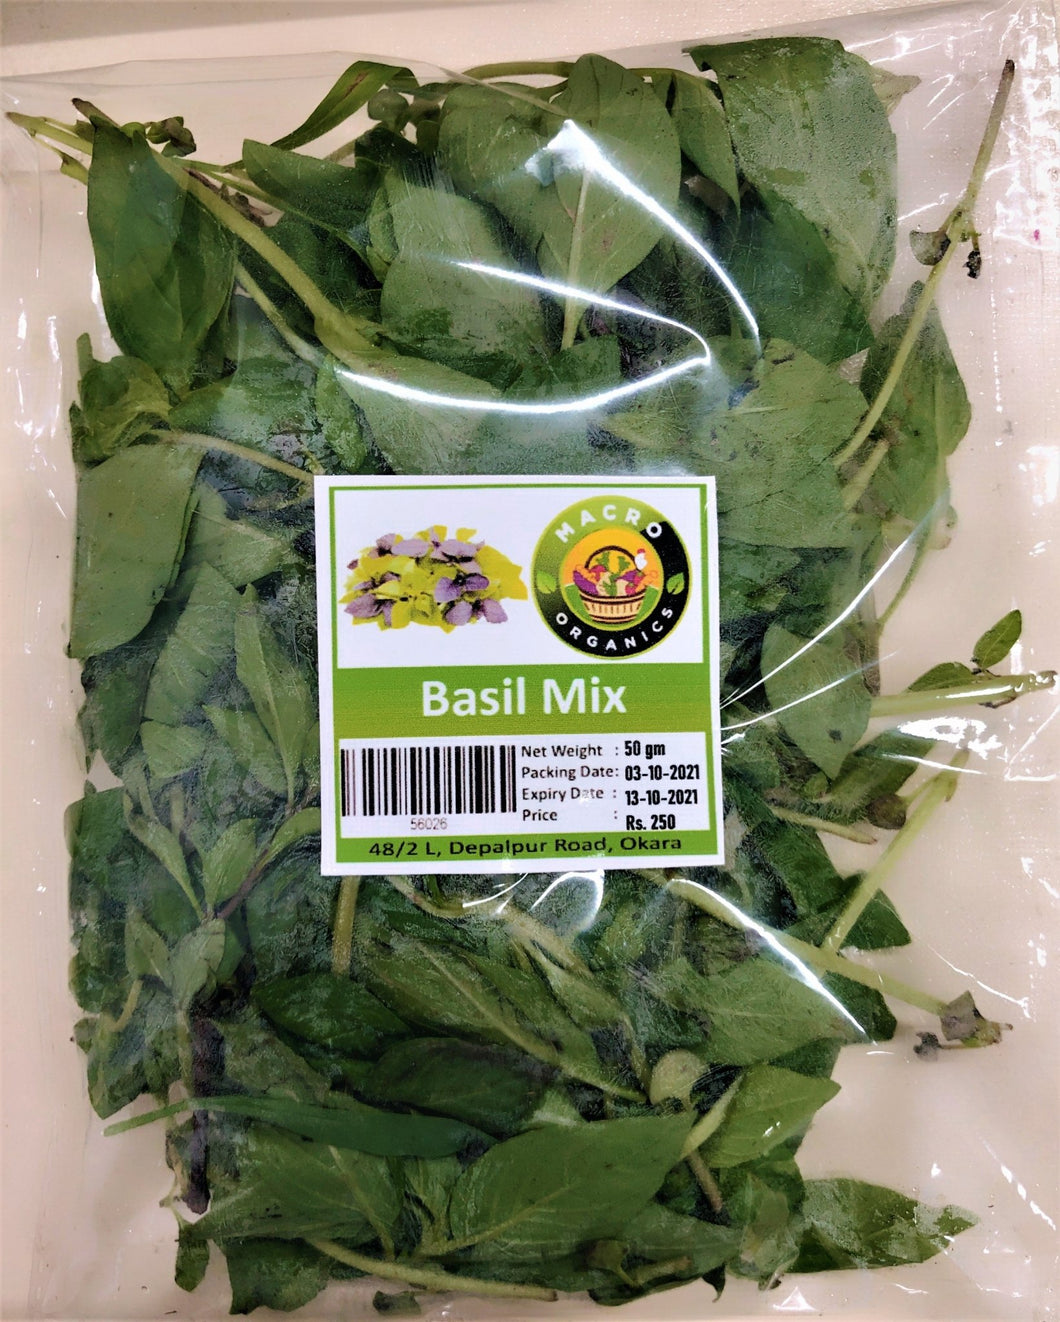 MACRO
ORGANICS
Basil Mix
Net Weight : 50 gm
Packing Date: 03-10-2021
Expiry Date : 13-10-2021
Price : Rs. 250
56026
48/2 L, Depalpur Road, Okara